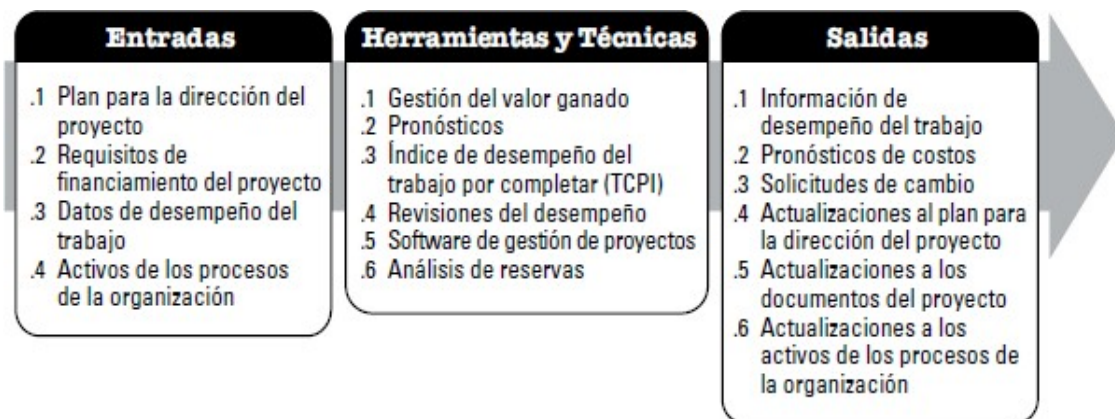 Entradas
.1 Plan para la dirección del
proyecto
.2 Requisitos de
financiamiento del proyecto
.3 Datos de desempeño del
trabajo
.4 Activos de los procesos
de la organización
Herramientas y Técnicas
.1 Gestión del valor ganado
.2 Pronósticos
.3 Índice de desempeño del
trabajo por completar (TCPI)
.4 Revisiones del desempeño
.5 Software de gestión de proyectos
.6 Análisis de reservas
Salidas
.1 Información de
desempeño del trabajo
.2 Pronósticos de costos
.3 Solicitudes de cambio
.4 Actualizaciones al plan para
la dirección del proyecto
.5 Actualizaciones a los
documentos del proyecto
.6 Actualizaciones a los
activos de los procesos de
la organización